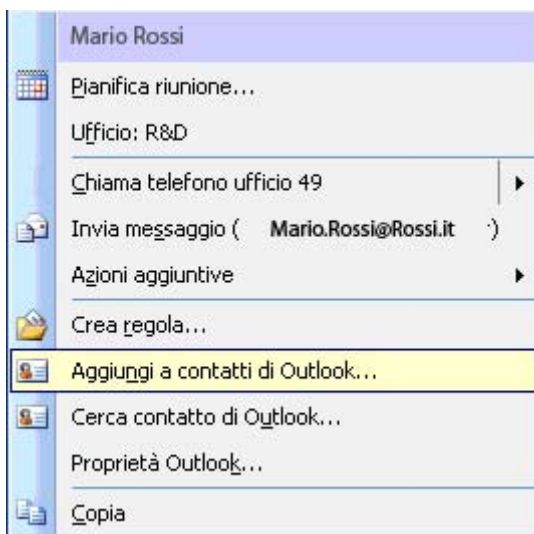 Mario Rossi
Pianifica riunione...
Ufficio: R&D
Chiama telefono ufficio 49
Invia messaggio ( Mario.Rossi@Rossi.it )
Azioni aggiuntive
Crea regola...
Aggiungi a contatti di Outlook...
Cerca contatto di Outlook...
Proprietà Outlook...
Copia